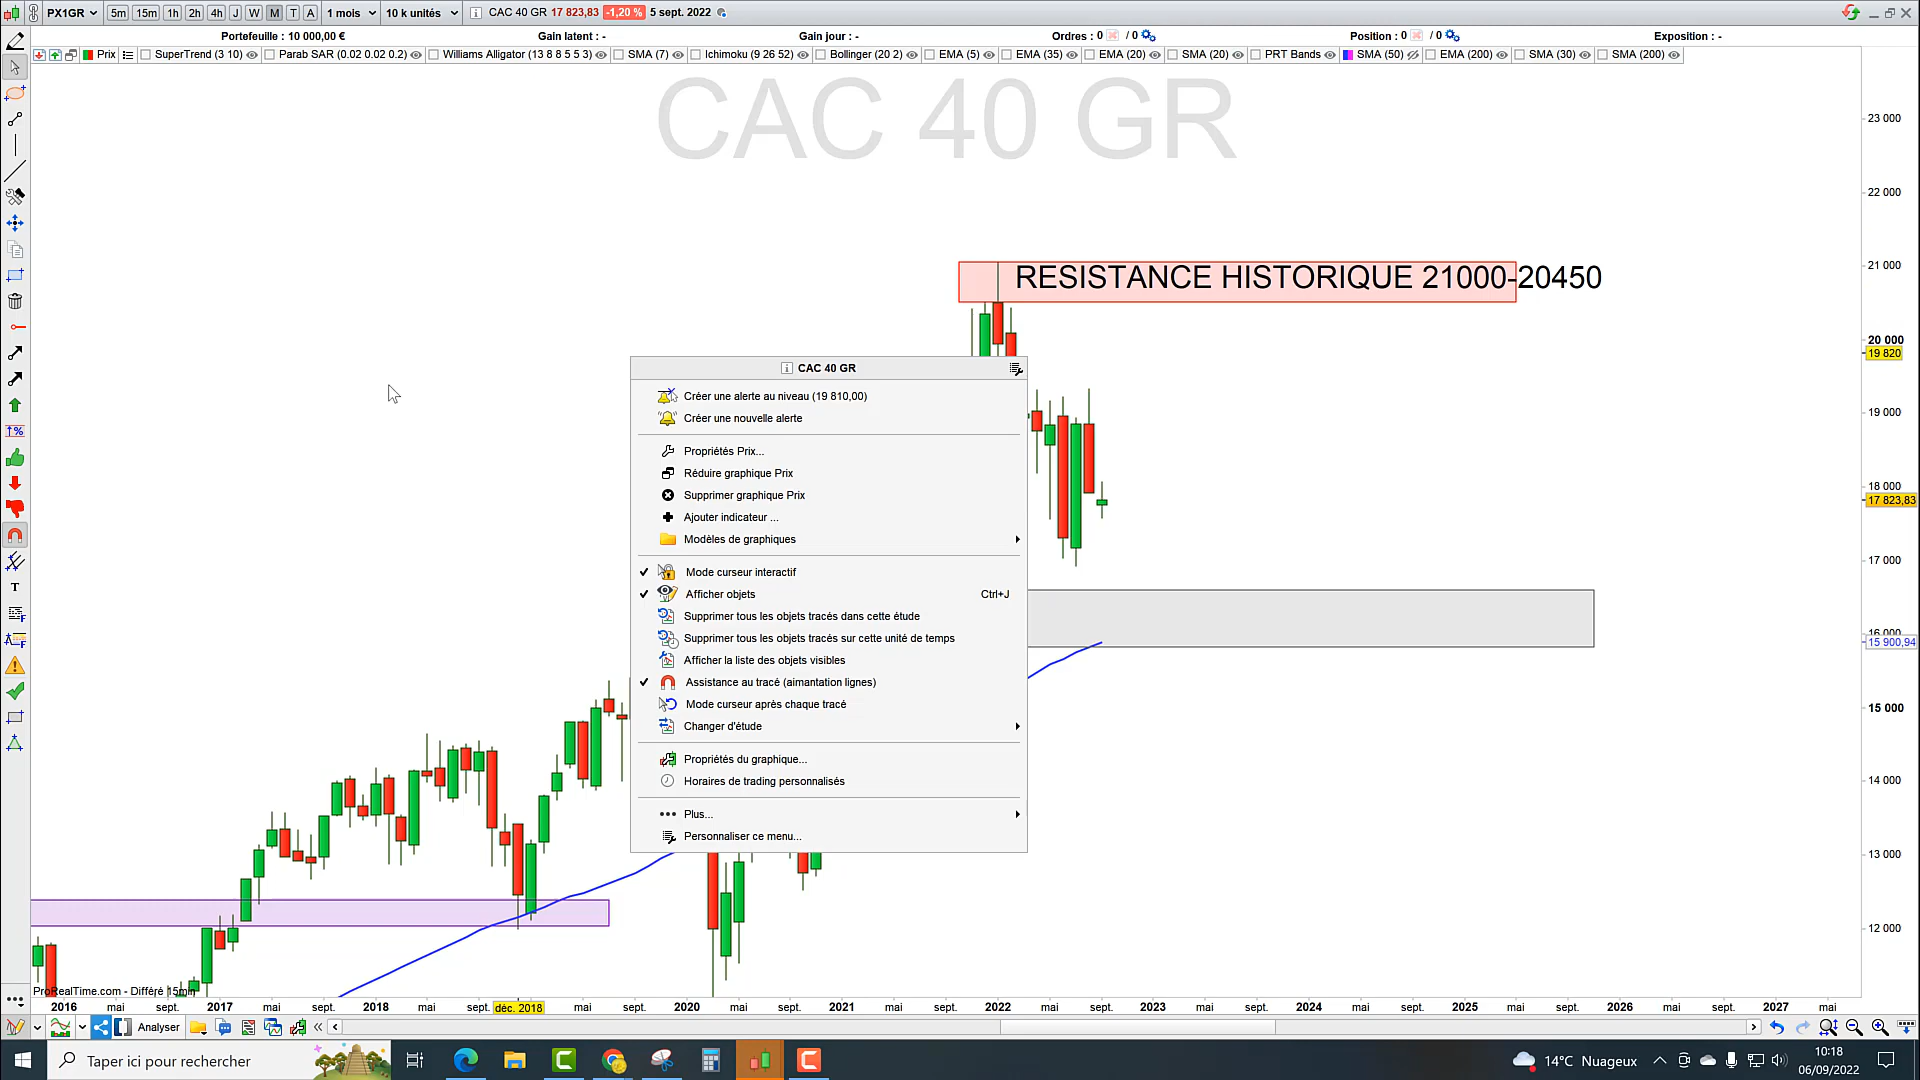 PX1GR 5m 15m 1h 2h 4h J W M T A 1 mois 10 k unités CAC 40 GR 17 823,83 -1,20 % 5 sept. 2022
Portefeuille : 10 000,00 € Gain latent : - Gain jour : - Ordres : 0 / 0 Position : 0 / 0 Exposition : -
Prix SuperTrend (3 10) Parab SAR (0.02 0.02 0.2) Williams Alligator (13 8 8 5 5 3) SMA (7) Ichimoku (9 26 52) Bollinger (20 2) EMA (5) EMA (35) EMA (20) SMA (20) PRT Bands SMA (50) EMA (200) SMA (30) SMA (200)
CAC 40 GR
23 000
22 000
21 000
RESISTANCE HISTORIQUE 21000-20450
20 000
19 820
CAC 40 GR
Créer une alerte au niveau (19 810,00)
19 000
Créer une nouvelle alerte
Propriétés Prix...
Réduire graphique Prix
18 000
Supprimer graphique Prix
17 823,83
Ajouter indicateur ...
Modèles de graphiques
17 000
Mode curseur interactif
Afficher objets Ctrl+J
Supprimer tous les objets tracés dans cette étude
16 000
Supprimer tous les objets tracés sur cette unité de temps
15 900,94
Afficher la liste des objets visibles
Assistance au tracé (aimantation lignes)
Mode curseur après chaque tracé
15 000
Changer d'étude
Propriétés du graphique...
Horaires de trading personnalisés
14 000
Plus...
Personnaliser ce menu...
13 000
12 000
ProRealTime.com - Différé 15min
2016 mai sept. 2017 mai sept. 2018 mai sept. déc. 2018 mai sept. 2020 mai sept. 2021 mai sept. 2022 mai sept. 2023 mai sept. 2024 mai sept. 2025 mai sept. 2026 mai sept. 2027 mai
Analyser
Taper ici pour rechercher
14°C Nuageux
10:18
06/09/2022